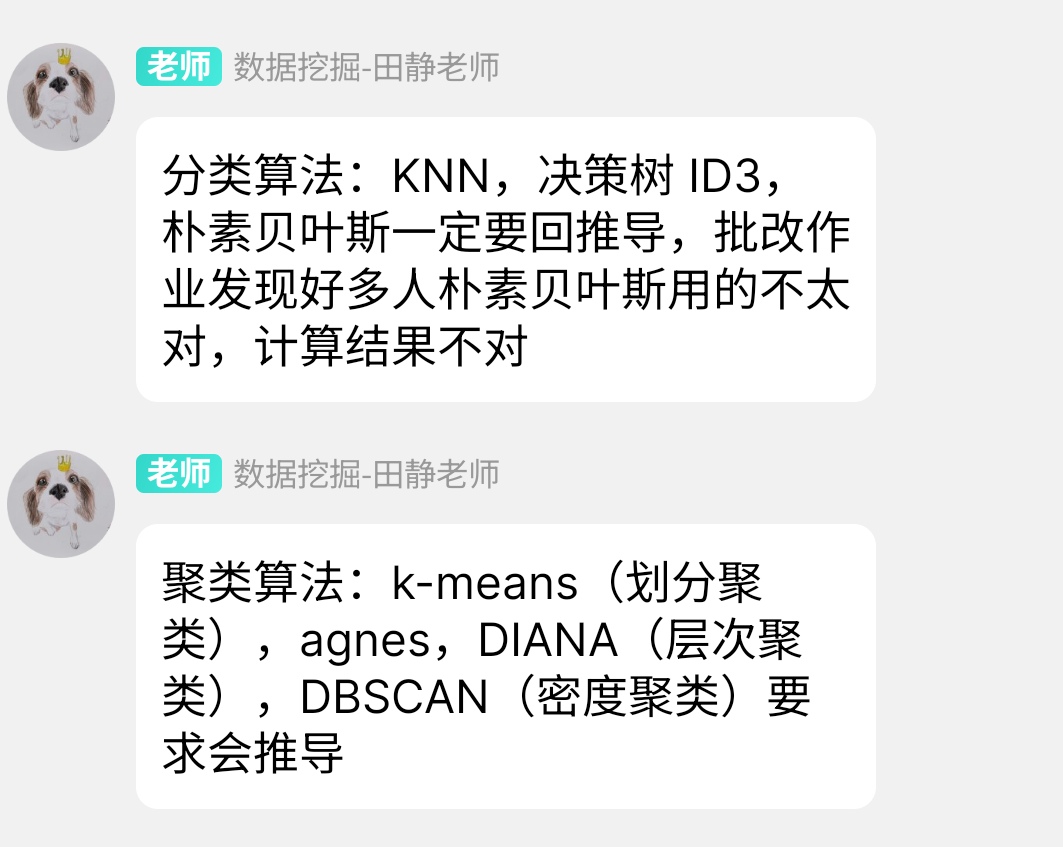 老师 数据挖掘-田静老师
分类算法：KNN，决策树 ID3，
朴素贝叶斯一定要回推导，批改作
业发现好多人朴素贝叶斯用的不太
对，计算结果不对
老师 数据挖掘-田静老师
聚类算法：k-means（划分聚
类），agnes，DIANA（层次聚
类），DBSCAN（密度聚类）要
求会推导